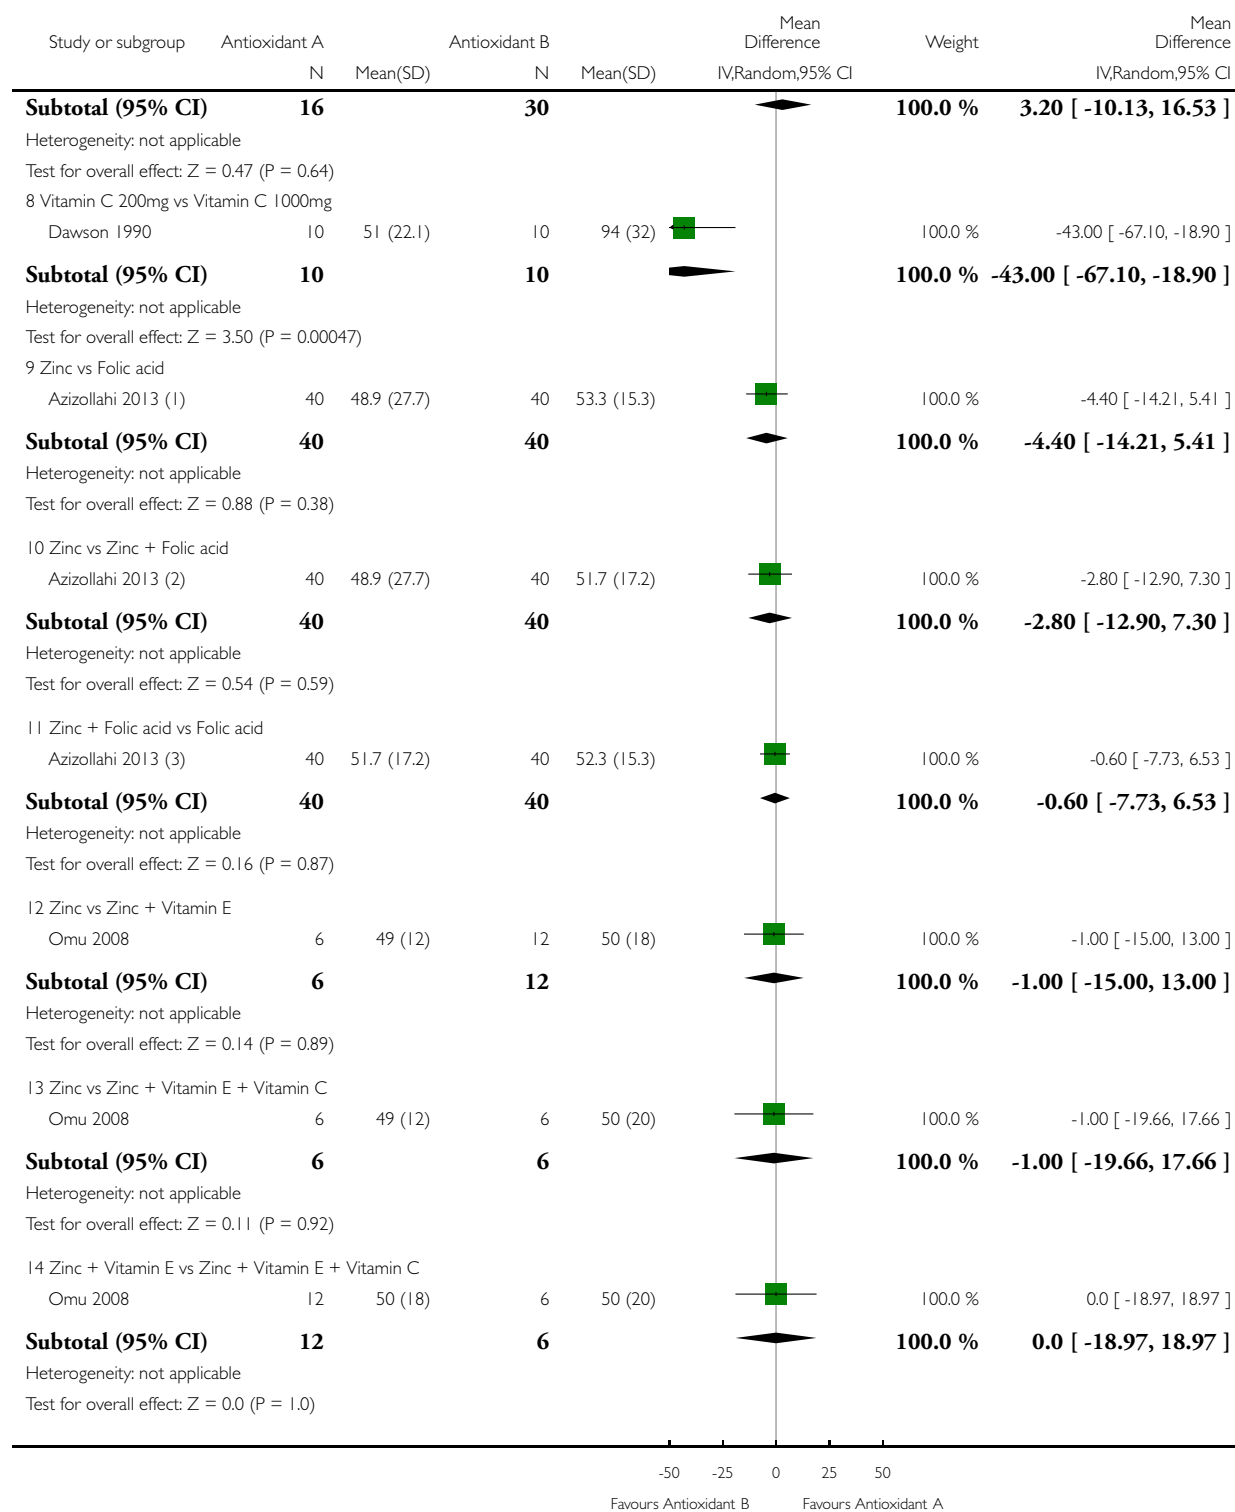 Study or subgroup Antioxidant A Antioxidant B Mean Difference Weight Mean Difference
N Mean(SD) N Mean(SD) IV,Random,95% CI IV,Random,95% CI
Subtotal (95% CI) 16 30 100.0 % 3.20 [ -10.13, 16.53 ]
Heterogeneity: not applicable
Test for overall effect: Z = 0.47 (P = 0.64)
8 Vitamin C 200mg vs Vitamin C 1000mg
Dawson 1990 10 51 (22.1) 10 94 (32) 100.0 % -43.00 [ -67.10, -18.90 ]
Subtotal (95% CI) 10 10 100.0 % -43.00 [ -67.10, -18.90 ]
Heterogeneity: not applicable
Test for overall effect: Z = 3.50 (P = 0.00047)
9 Zinc vs Folic acid
Azizollahi 2013 (1) 40 48.9 (27.7) 40 53.3 (15.3) 100.0 % -4.40 [ -14.21, 5.41 ]
Subtotal (95% CI) 40 40 100.0 % -4.40 [ -14.21, 5.41 ]
Heterogeneity: not applicable
Test for overall effect: Z = 0.88 (P = 0.38)
10 Zinc vs Zinc + Folic acid
Azizollahi 2013 (2) 40 48.9 (27.7) 40 51.7 (17.2) 100.0 % -2.80 [ -12.90, 7.30 ]
Subtotal (95% CI) 40 40 100.0 % -2.80 [ -12.90, 7.30 ]
Heterogeneity: not applicable
Test for overall effect: Z = 0.54 (P = 0.59)
11 Zinc + Folic acid vs Folic acid
Azizollahi 2013 (3) 40 51.7 (17.2) 40 52.3 (15.3) 100.0 % -0.60 [ -7.73, 6.53 ]
Subtotal (95% CI) 40 40 100.0 % -0.60 [ -7.73, 6.53 ]
Heterogeneity: not applicable
Test for overall effect: Z = 0.16 (P = 0.87)
12 Zinc vs Zinc + Vitamin E
Omu 2008 6 49 (12) 12 50 (18) 100.0 % -1.00 [ -15.00, 13.00 ]
Subtotal (95% CI) 6 12 100.0 % -1.00 [ -15.00, 13.00 ]
Heterogeneity: not applicable
Test for overall effect: Z = 0.14 (P = 0.89)
13 Zinc vs Zinc + Vitamin E + Vitamin C
Omu 2008 6 49 (12) 6 50 (20) 100.0 % -1.00 [ -19.66, 17.66 ]
Subtotal (95% CI) 6 6 100.0 % -1.00 [ -19.66, 17.66 ]
Heterogeneity: not applicable
Test for overall effect: Z = 0.11 (P = 0.92)
14 Zinc + Vitamin E vs Zinc + Vitamin E + Vitamin C
Omu 2008 12 50 (18) 6 50 (20) 100.0 % 0.0 [ -18.97, 18.97 ]
Subtotal (95% CI) 12 6 100.0 % 0.0 [ -18.97, 18.97 ]
Heterogeneity: not applicable
Test for overall effect: Z = 0.0 (P = 1.0)
-50 -25 0 25 50
Favours Antioxidant B Favours Antioxidant A